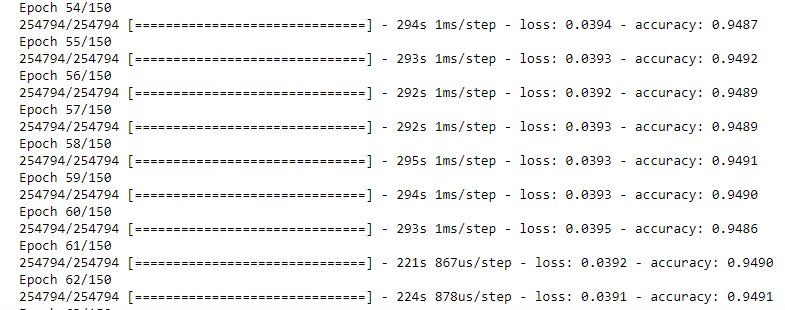 Epoch 54/150
254794/254794 [==============================] - 294s 1ms/step - loss: 0.0394 - accuracy: 0.9487
Epoch 55/150
254794/254794 [==============================] - 293s 1ms/step - loss: 0.0393 - accuracy: 0.9492
Epoch 56/150
254794/254794 [==============================] - 292s 1ms/step - loss: 0.0392 - accuracy: 0.9489
Epoch 57/150
254794/254794 [==============================] - 292s 1ms/step - loss: 0.0393 - accuracy: 0.9489
Epoch 58/150
254794/254794 [==============================] - 295s 1ms/step - loss: 0.0393 - accuracy: 0.9491
Epoch 59/150
254794/254794 [==============================] - 294s 1ms/step - loss: 0.0393 - accuracy: 0.9490
Epoch 60/150
254794/254794 [==============================] - 293s 1ms/step - loss: 0.0395 - accuracy: 0.9486
Epoch 61/150
254794/254794 [==============================] - 221s 867us/step - loss: 0.0392 - accuracy: 0.9490
Epoch 62/150
254794/254794 [==============================] - 224s 878us/step - loss: 0.0391 - accuracy: 0.9491